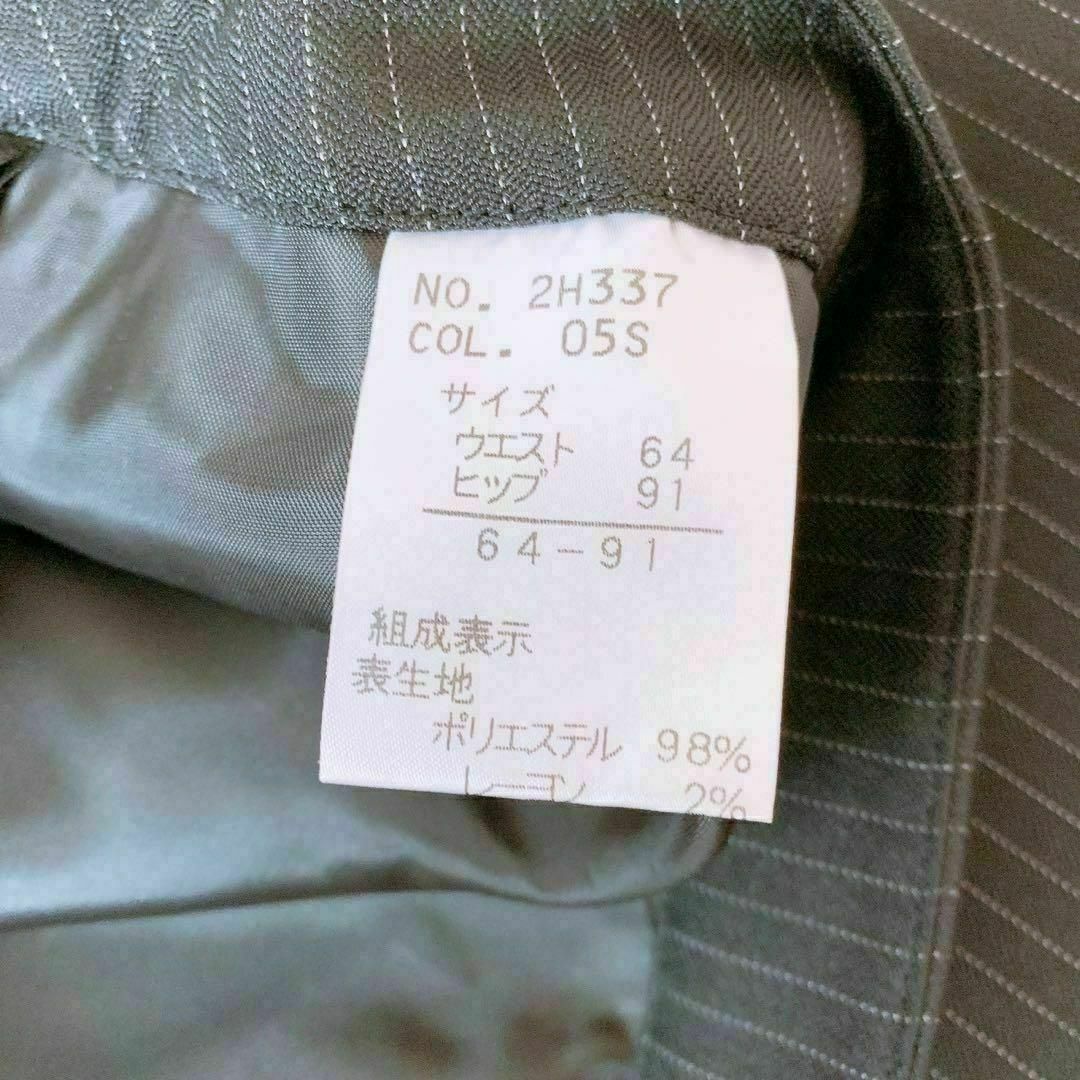 NO. 2H337
COL. 05S
サイズ
ウエスト 64
ヒップ 91
64-91
組成表示
表生地
ポリエステル 98%
レーヨン 2%